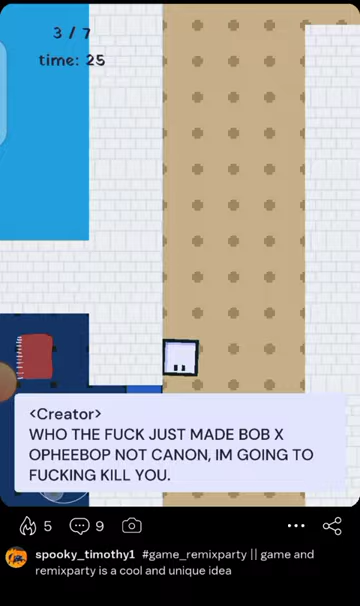 3 / 7
time: 25
<Creator>
WHO THE FUCK JUST MADE BOB X
OPHEEBOP NOT CANON, IM GOING TO
FUCKING KILL YOU.
5
9
spooky_timothy1 #game_remixparty || game and
remixparty is a cool and unique idea